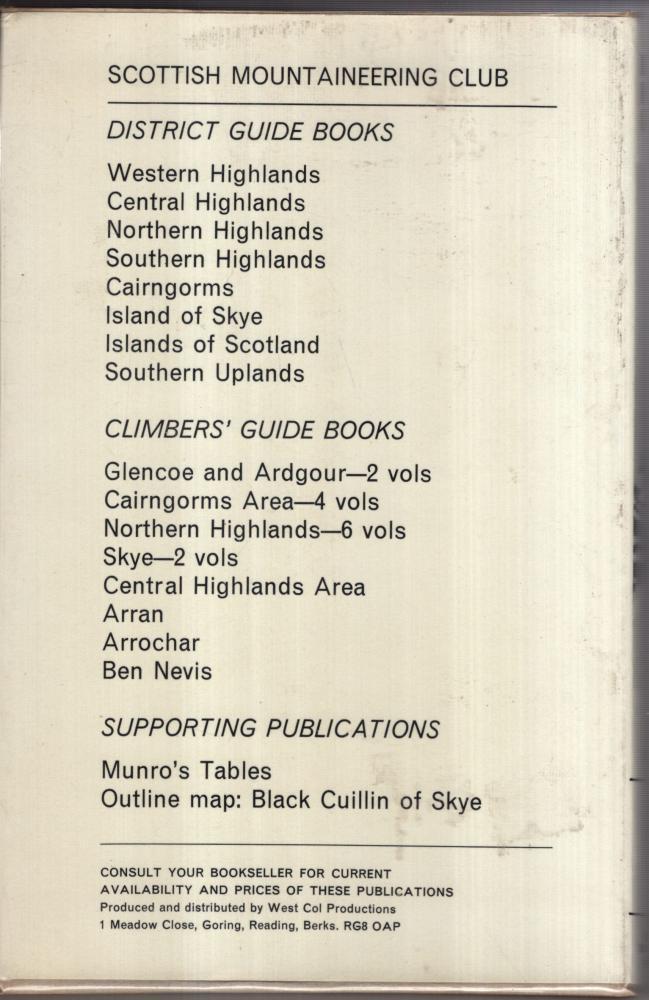 SCOTTISH MOUNTAINEERING CLUB
DISTRICT GUIDE BOOKS
Western Highlands
Central Highlands
Northern Highlands
Southern Highlands
Cairngorms
Island of Skye
Islands of Scotland
Southern Uplands
CLIMBERS' GUIDE BOOKS
Glencoe and Ardgour—2 vols
Cairngorms Area—4 vols
Northern Highlands—6 vols
Skye—2 vols
Central Highlands Area
Arran
Arrochar
Ben Nevis
SUPPORTING PUBLICATIONS
Munro's Tables
Outline map: Black Cuillin of Skye
CONSULT YOUR BOOKSELLER FOR CURRENT
AVAILABILITY AND PRICES OF THESE PUBLICATIONS
Produced and distributed by West Col Productions
1 Meadow Close, Goring, Reading, Berks. RG8 OAP